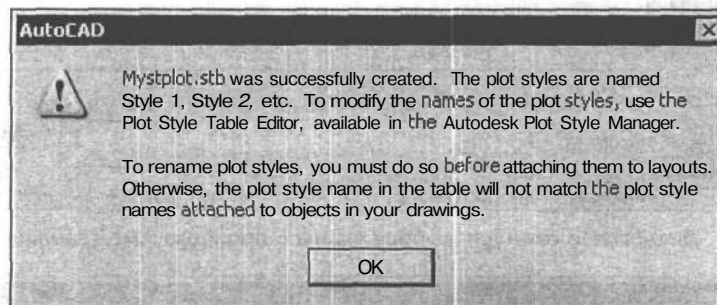 AutoCAD
Mystplot.stb was successfully created. The plot styles are named
Style 1, Style 2, etc. To modify the names of the plot styles, use the
Plot Style Table Editor, available in the Autodesk Plot Style Manager.
To rename plot styles, you must do so before attaching them to layouts.
Otherwise, the plot style name in the table will not match the plot style
names attached to objects in your drawings.
OK